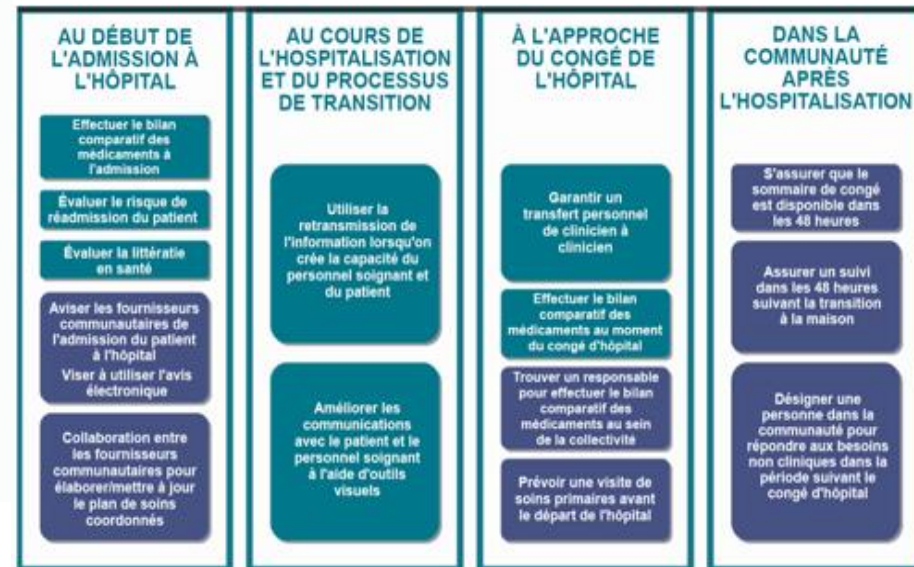 AU DÉBUT DE
L'ADMISSION À
L'HÔPITAL
Effectuer le bilan
comparatif des
médicaments à
l'admission
Évaluer le risque de
réadmission du patient
Évaluer la littératie
en santé
Aviser les fournisseurs
communautaires de
l'admission du patient
à l'hôpital
Viser à utiliser l'avis
électronique
Collaboration entre
les fournisseurs
communautaires pour
élaborer/mettre à jour
le plan de soins
coordonnés
AU COURS DE
L'HOSPITALISATION
ET DU PROCESSUS
DE TRANSITION
Utiliser la
retransmission de
l'information lorsqu'on
crée la capacité du
personnel soignant et
du patient
Améliorer les
communications
avec le patient et le
personnel soignant
à l'aide d'outils
visuels
À L'APPROCHE
DU CONGÉ DE
L'HÔPITAL
Garantir un
transfert personnel
de clinicien à
clinicien
Effectuer le bilan
comparatif des
médicaments au moment
du congé d'hôpital
Trouver un responsable
pour effectuer le bilan
comparatif des
médicaments au sein
de la collectivité
Prévoir une visite de
soins primaires avant
le départ de l'hôpital
DANS LA
COMMUNAUTÉ
APRÈS
L'HOSPITALISATION
S'assurer que le
sommaire de congé
est disponible dans
les 48 heures
Assurer un suivi
dans les 48 heures
suivant la transition
à la maison
Désigner une
personne dans la
communauté pour
répondre aux besoins
non cliniques dans la
période suivant le
congé d'hôpital